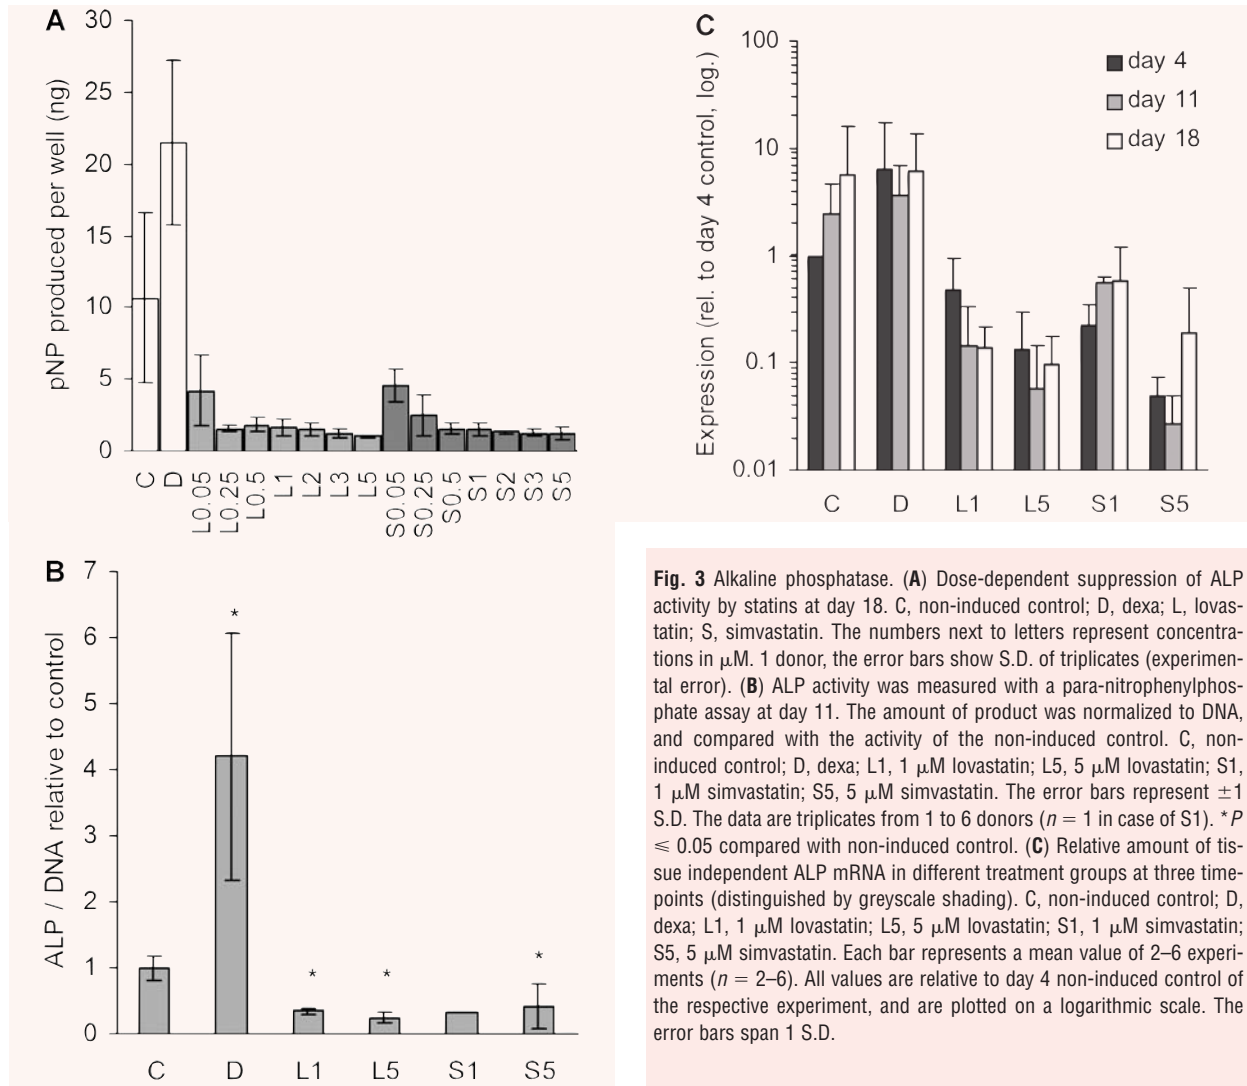 A
30
25
20
15
10
5
0
pNP produced per well (ng)
C
D
L0.05
L0.25
L0.5
L1
L2
L3
L5
S0.05
S0.25
S0.5
S1
S2
S3
S5
C
100
10
1
0.1
0.01
Expression (rel. to day 4 control, log.)
day 4
day 11
day 18
C D L1 L5 S1 S5
B
7
6
5
4
3
2
1
0
ALP / DNA relative to control
*
*
*
*
C D L1 L5 S1 S5
Fig. 3 Alkaline phosphatase. (A) Dose-dependent suppression of ALP
activity by statins at day 18. C, non-induced control; D, dexa; L, lovas-
tatin; S, simvastatin. The numbers next to letters represent concentra-
tions in μM. 1 donor, the error bars show S.D. of triplicates (experimen-
tal error). (B) ALP activity was measured with a para-nitrophenylphos-
phate assay at day 11. The amount of product was normalized to DNA,
and compared with the activity of the non-induced control. C, non-
induced control; D, dexa; L1, 1 μM lovastatin; L5, 5 μM lovastatin; S1,
1 μM simvastatin; S5, 5 μM simvastatin. The error bars represent ±1
S.D. The data are triplicates from 1 to 6 donors (n = 1 in case of S1). *P
⩽ 0.05 compared with non-induced control. (C) Relative amount of tis-
sue independent ALP mRNA in different treatment groups at three time-
points (distinguished by greyscale shading). C, non-induced control; D,
dexa; L1, 1 μM lovastatin; L5, 5 μM lovastatin; S1, 1 μM simvastatin;
S5, 5 μM simvastatin. Each bar represents a mean value of 2–6 experi-
ments (n = 2–6). All values are relative to day 4 non-induced control of
the respective experiment, and are plotted on a logarithmic scale. The
error bars span 1 S.D.